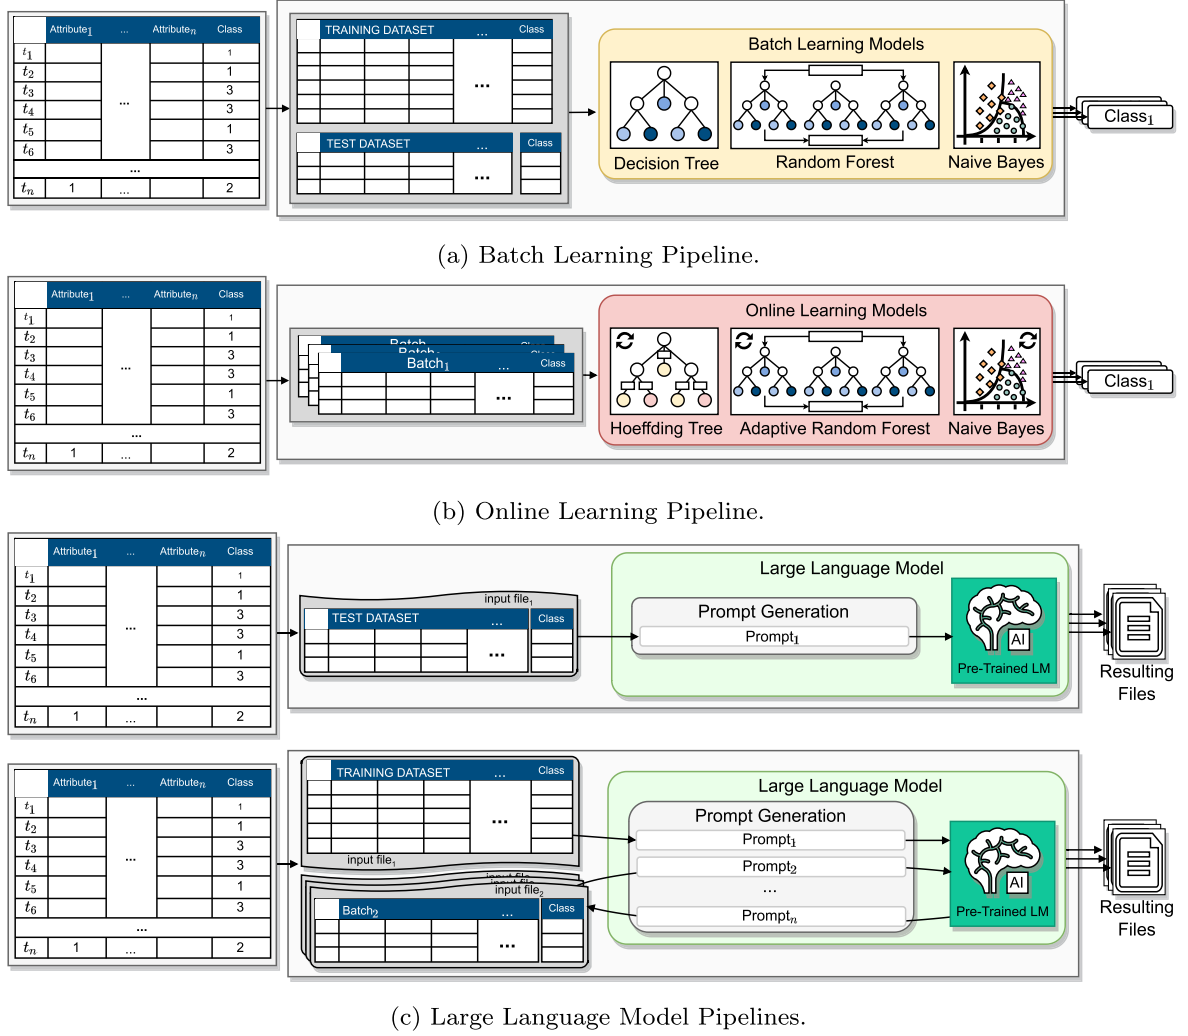 Attribute1 ... Attributen Class
t1 1
t2 1
t3 3
t4 ... 3
t5 1
t6 3
...
tn 1 ... 2
TRAINING DATASET ... Class
...
TEST DATASET ... Class
...
Batch Learning Models
Decision Tree
Random Forest
Naive Bayes
Class1
(a) Batch Learning Pipeline.
Attribute1 ... Attributen Class
t1 1
t2 1
t3 3
t4 ... 3
t5 1
t6 3
...
tn 1 ... 2
Batch1 ... Class
...
Online Learning Models
Hoeffding Tree
Adaptive Random Forest
Naive Bayes
Class1
(b) Online Learning Pipeline.
Attribute1 ... Attributen Class
t1 1
t2 1
t3 3
t4 ... 3
t5 1
t6 3
...
tn 1 ... 2
input file1
TEST DATASET ... Class
...
Large Language Model
Prompt Generation
Prompt1
AI
Pre-Trained LM
Resulting
Files
Attribute1 ... Attributen Class
t1 1
t2 1
t3 3
t4 ... 3
t5 1
t6 3
...
tn 1 ... 2
TRAINING DATASET ... Class
...
input file1
input file2
Batch2 ... Class
...
Large Language Model
Prompt Generation
Prompt1
Prompt2
...
Promptn
AI
Pre-Trained LM
Resulting
Files
(c) Large Language Model Pipelines.